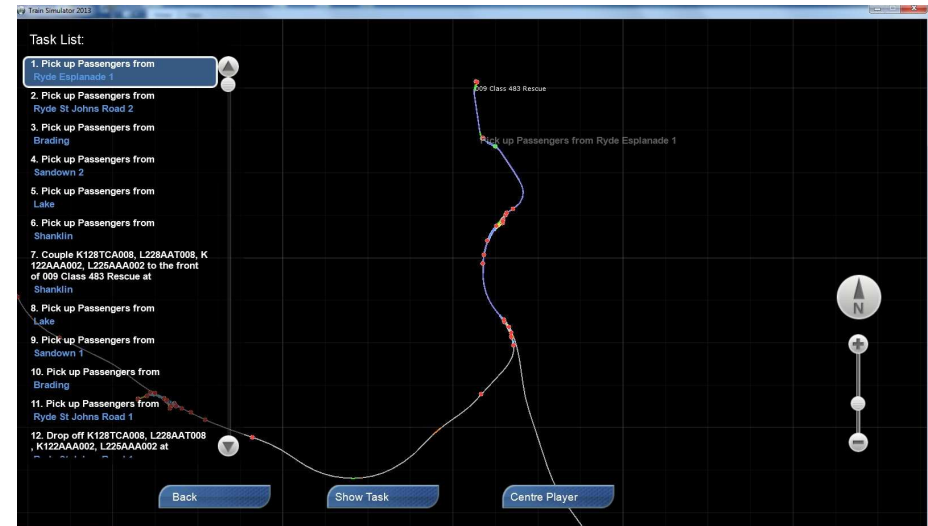 Train Simulator 2013
Task List:
1. Pick up Passengers from
Ryde Esplanade 1
2. Pick up Passengers from
Ryde St Johns Road 2
3. Pick up Passengers from
Brading
4. Pick up Passengers from
Sandown 2
5. Pick up Passengers from
Lake
6. Pick up Passengers from
Shanklin
7. Couple K128TCA008, L228AAT008, K
122AAA002, L225AAA002 to the front
of 009 Class 483 Rescue at
Shanklin
8. Pick up Passengers from
Lake
9. Pick up Passengers from
Sandown 1
10. Pick up Passengers from
Brading
11. Pick up Passengers from
Ryde St Johns Road 1
12. Drop off K128TCA008, L228AAT008
, K122AAA002, L225AAA002 at
009 Class 483 Rescue
Pick up Passengers from Ryde Esplanade 1
N
Back
Show Task
Centre Player